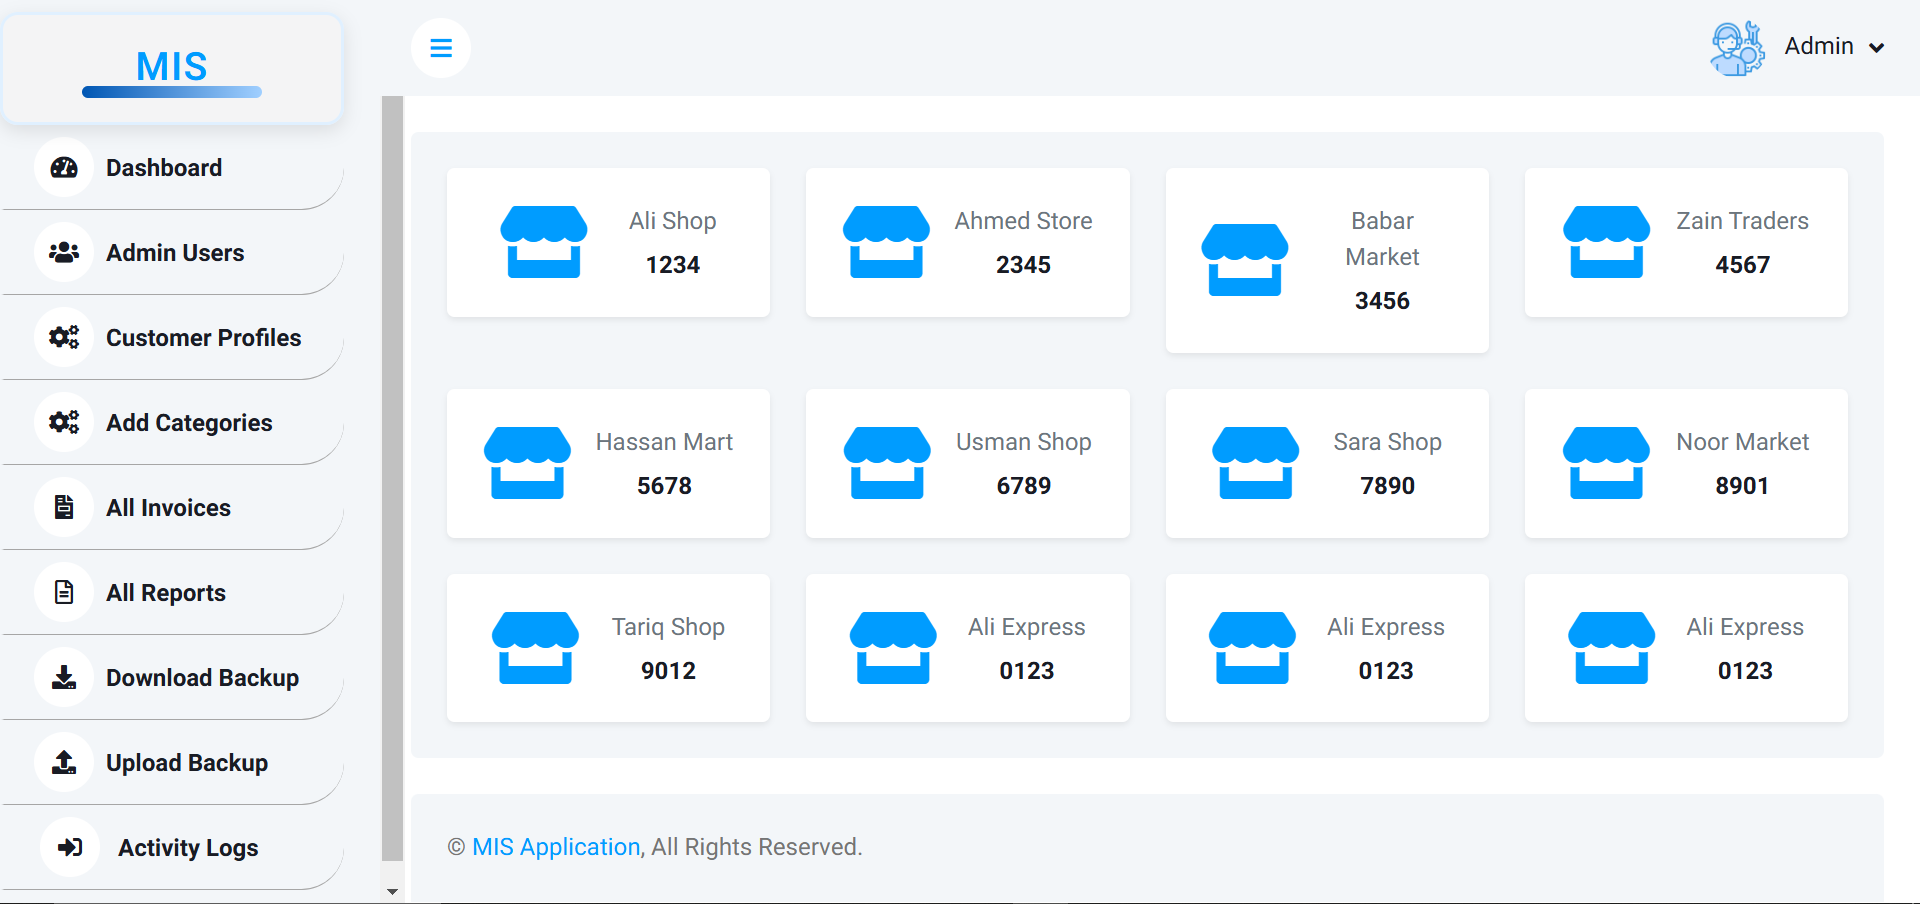 MIS
Admin
Dashboard
Admin Users
Customer Profiles
Add Categories
All Invoices
All Reports
Download Backup
Upload Backup
Activity Logs
Ali Shop
1234
Ahmed Store
2345
Babar
Market
3456
Zain Traders
4567
Hassan Mart
5678
Usman Shop
6789
Sara Shop
7890
Noor Market
8901
Tariq Shop
9012
Ali Express
0123
Ali Express
0123
Ali Express
0123
© MIS Application, All Rights Reserved.